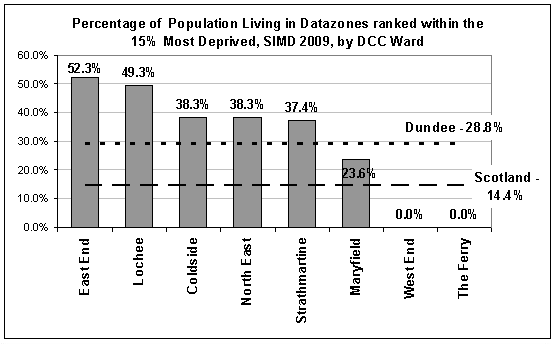 Percentage of Population Living in Datazones ranked within the
15% Most Deprived, SIMD 2009, by DCC Ward
60.0%
50.0%
40.0%
30.0%
20.0%
10.0%
0.0%
52.3%
49.3%
38.3%
38.3%
37.4%
23.6%
0.0%
0.0%
Dundee - 28.8%
Scotland -
14.4%
East End
Lochee
Coldside
North East
Strathmartine
Maryfield
West End
The Ferry